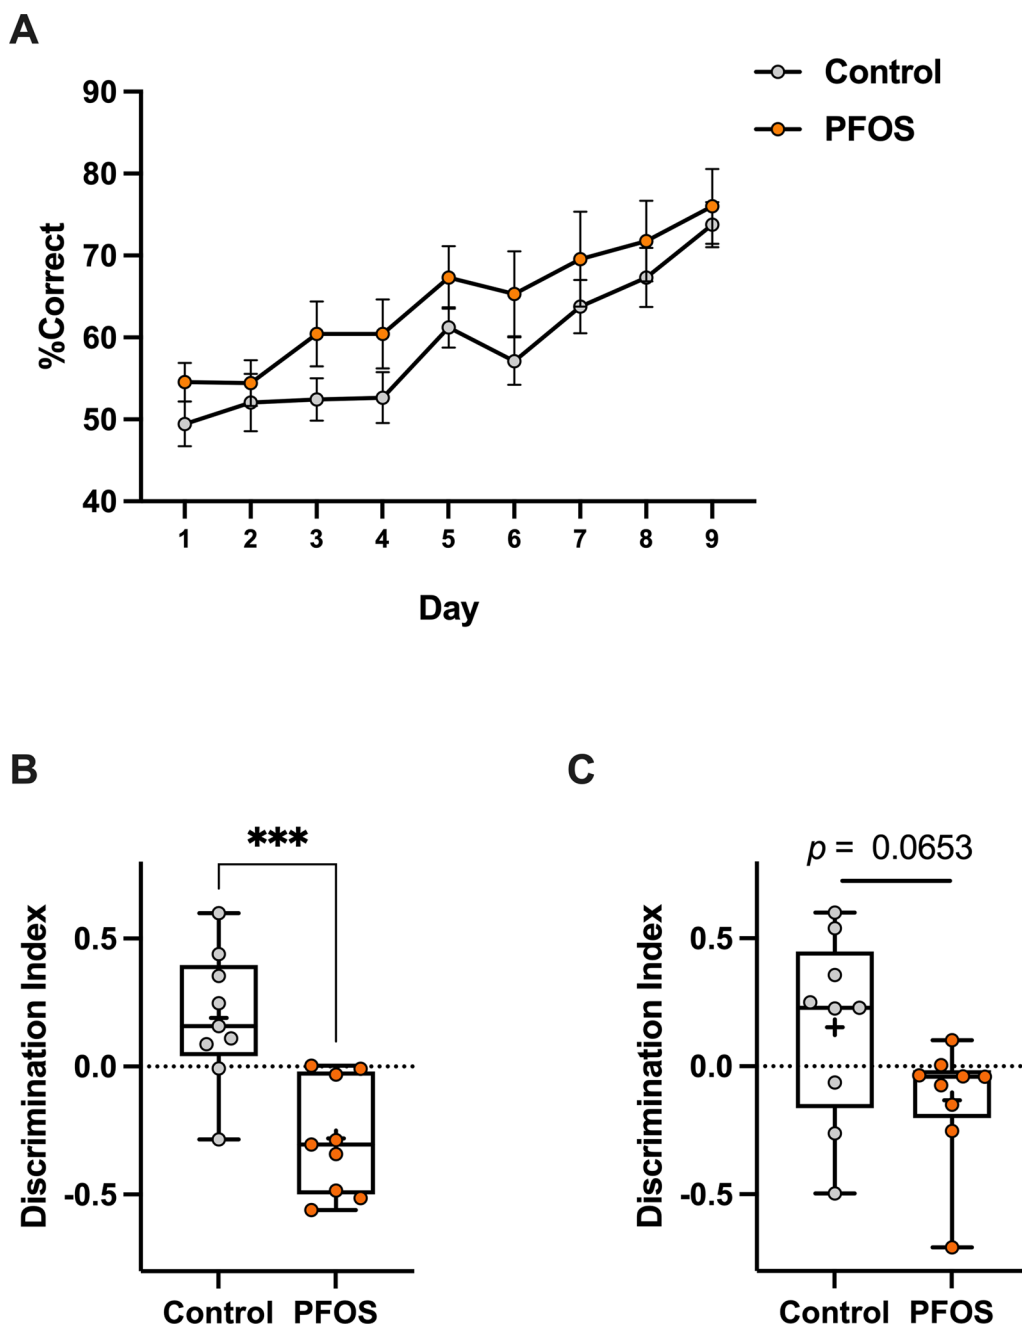 A
Control
PFOS
90
80
70
60
50
40
%Correct
1 2 3 4 5 6 7 8 9
Day
B
C
***
p = 0.0653
Discrimination Index
0.5
0.0
-0.5
Control PFOS
Discrimination Index
0.5
0.0
-0.5
Control PFOS